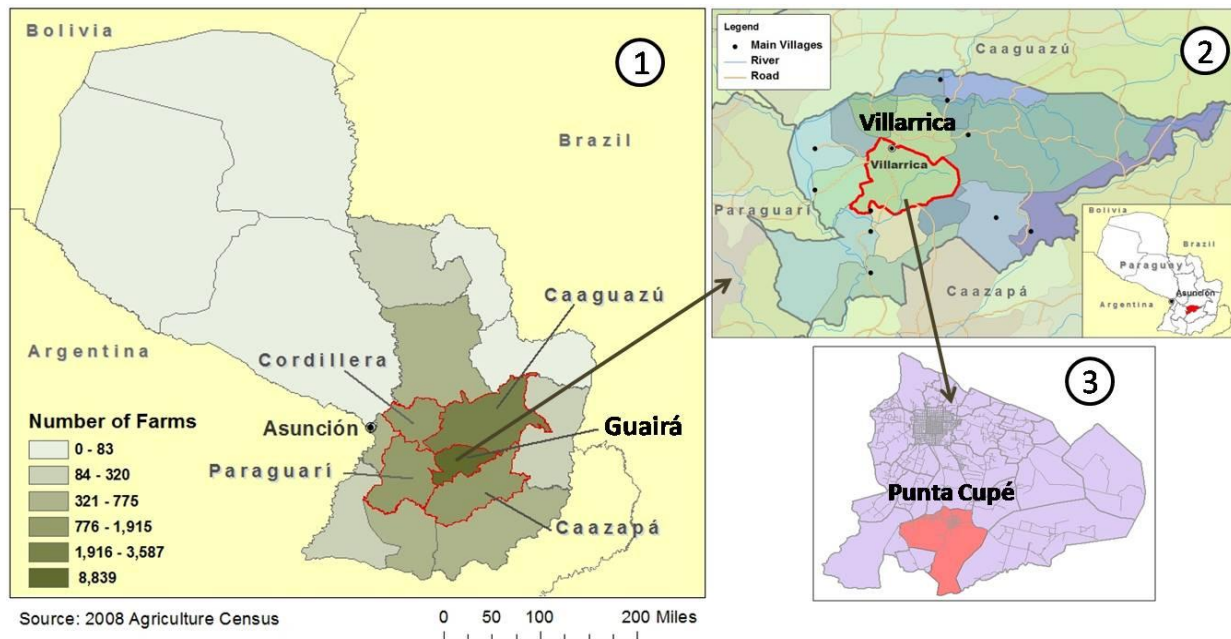 Bolivia
1
Brazil
Argentina
Caaguazú
Cordillera
Asunción
Guairá
Paraguarí
Caazapá
Number of Farms
0 - 83
84 - 320
321 - 775
776 - 1,915
1,916 - 3,587
8,839
Source: 2008 Agriculture Census
0 50 100 200 Miles
Legend
Main Villages
River
Road
Caaguazú
2
Villarrica
Villarrica
Paraguarí
Caazapá
Bolivia
Brazil
Paraguay
Asunción
Argentina
3
Punta Cupé